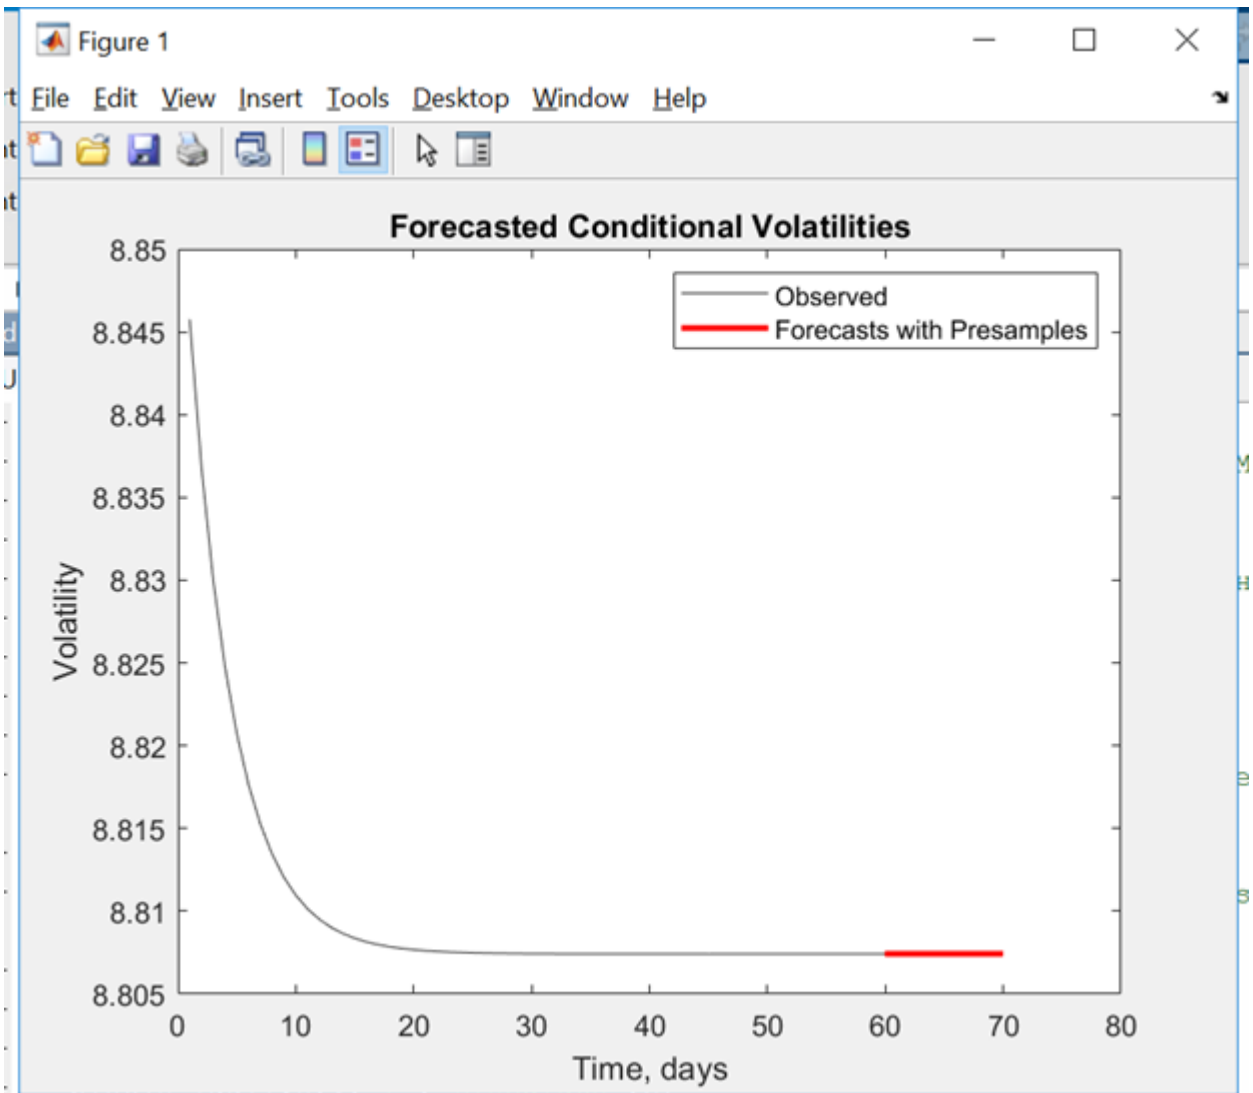 Figure 1
File Edit View Insert Tools Desktop Window Help
Forecasted Conditional Volatilities
Observed
Forecasts with Presamples
8.85
8.845
8.84
8.835
8.83
8.825
8.82
8.815
8.81
8.805
Volatility
0 10 20 30 40 50 60 70 80
Time, days